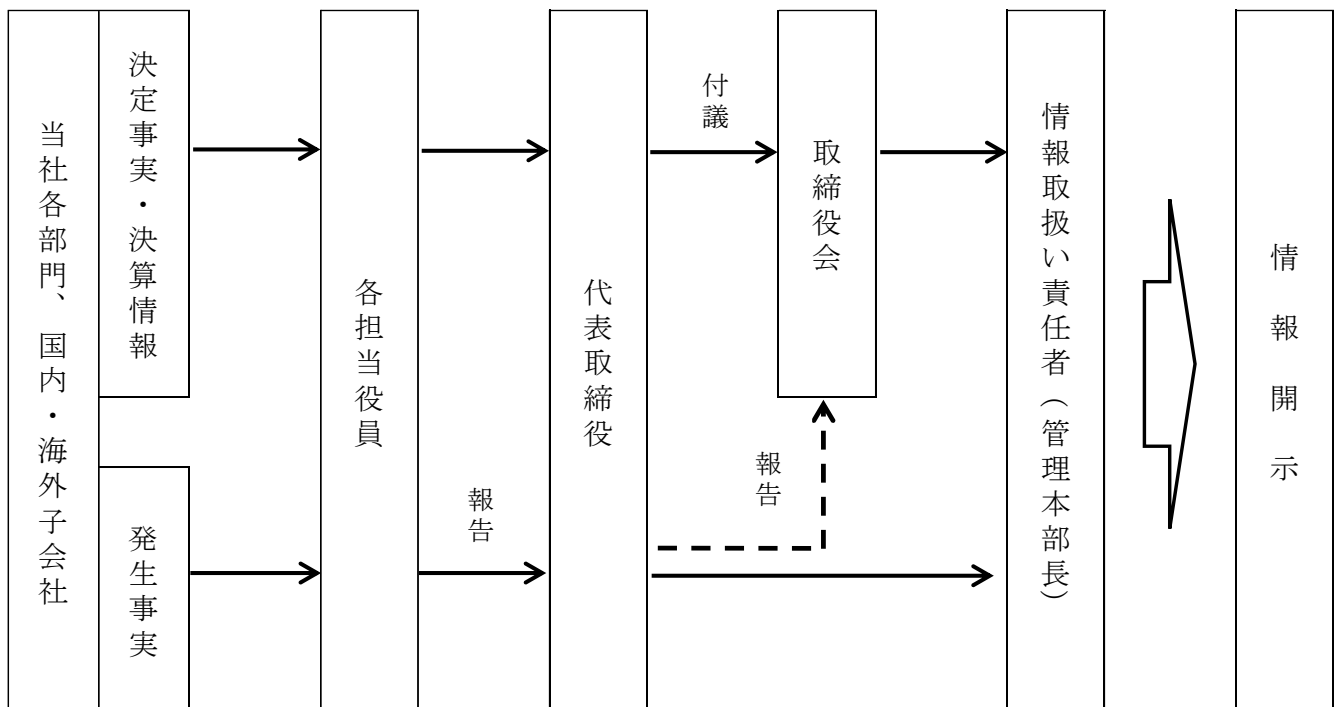 当社各部門、国内・海外子会社
決定事実・決算情報
発生事実
各担当役員
報告
代表取締役
付議
報告
取締役会
情報取扱い責任者（管理本部長）
情報開示